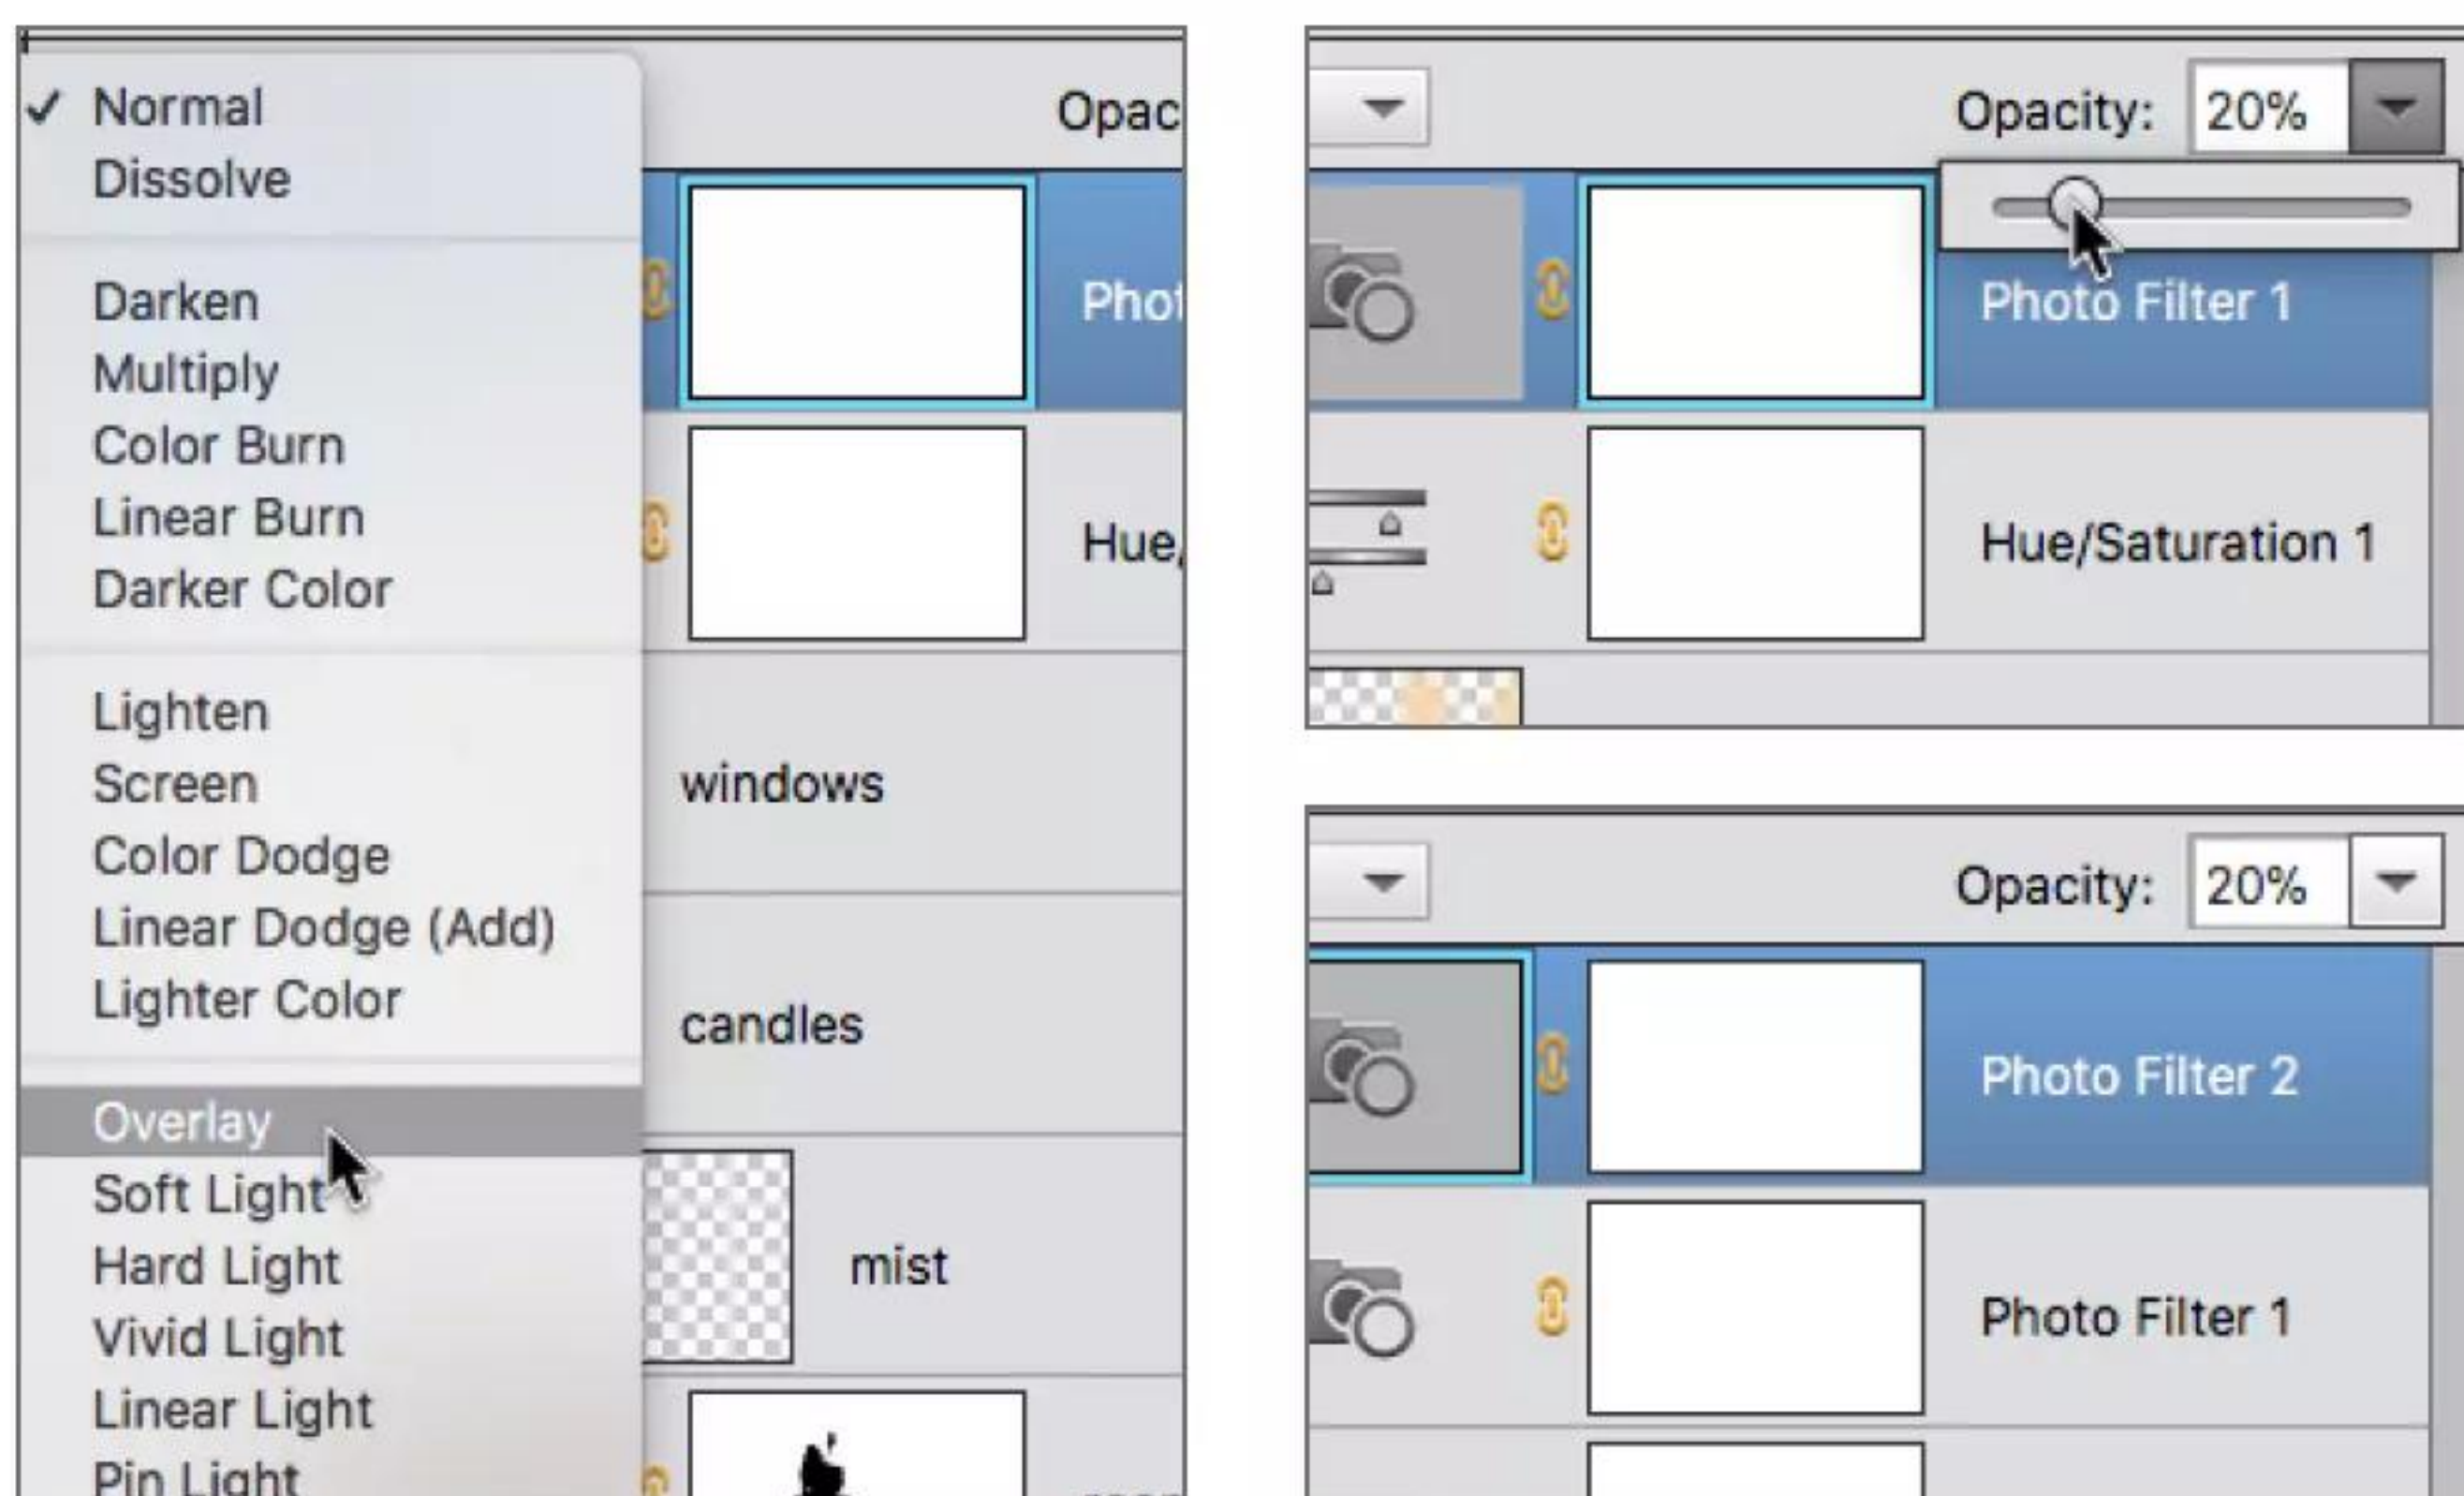 ✓ Normal
Dissolve
Darken
Multiply
Color Burn
Linear Burn
Darker Color
Lighten
Screen
Color Dodge
Linear Dodge (Add)
Lighter Color
Overlay
Soft Light
Hard Light
Vivid Light
Linear Light
Pin Light
Opac
Phot
Hue/
windows
candles
mist
Opacity: 20%
Photo Filter 1
Hue/Saturation 1
Opacity: 20%
Photo Filter 2
Photo Filter 1